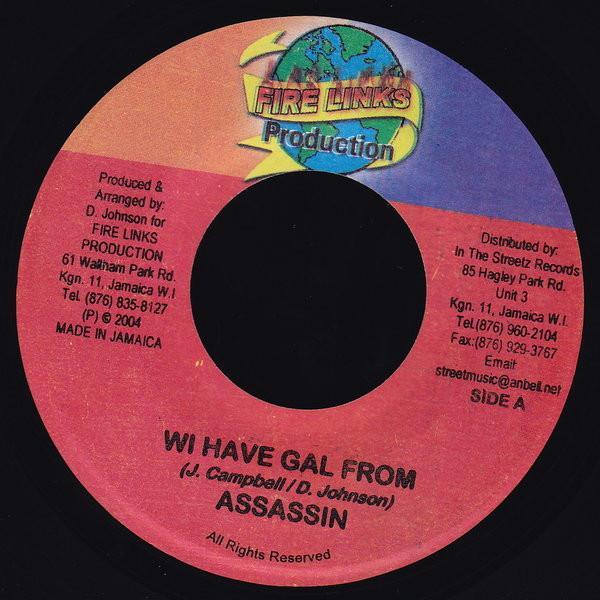 FIRE LINKS
Production
Produced &
Arranged by:
D. Johnson for
FIRE LINKS
PRODUCTION
61 Waltham Park Rd.
Kgn. 11, Jamaica W.I
Tel. (876) 835-8127
(P) © 2004
MADE IN JAMAICA
Distributed by:
In The Streetz Records
85 Hagley Park Rd.
Unit 3
Kgn. 11, Jamaica W.I.
Tel.(876) 960-2104
Fax:(876) 929-3767
Email:
streetmusic@anbell.net
SIDE A
WI HAVE GAL FROM
(J. Campbell / D. Johnson)
ASSASSIN
All Rights Reserved